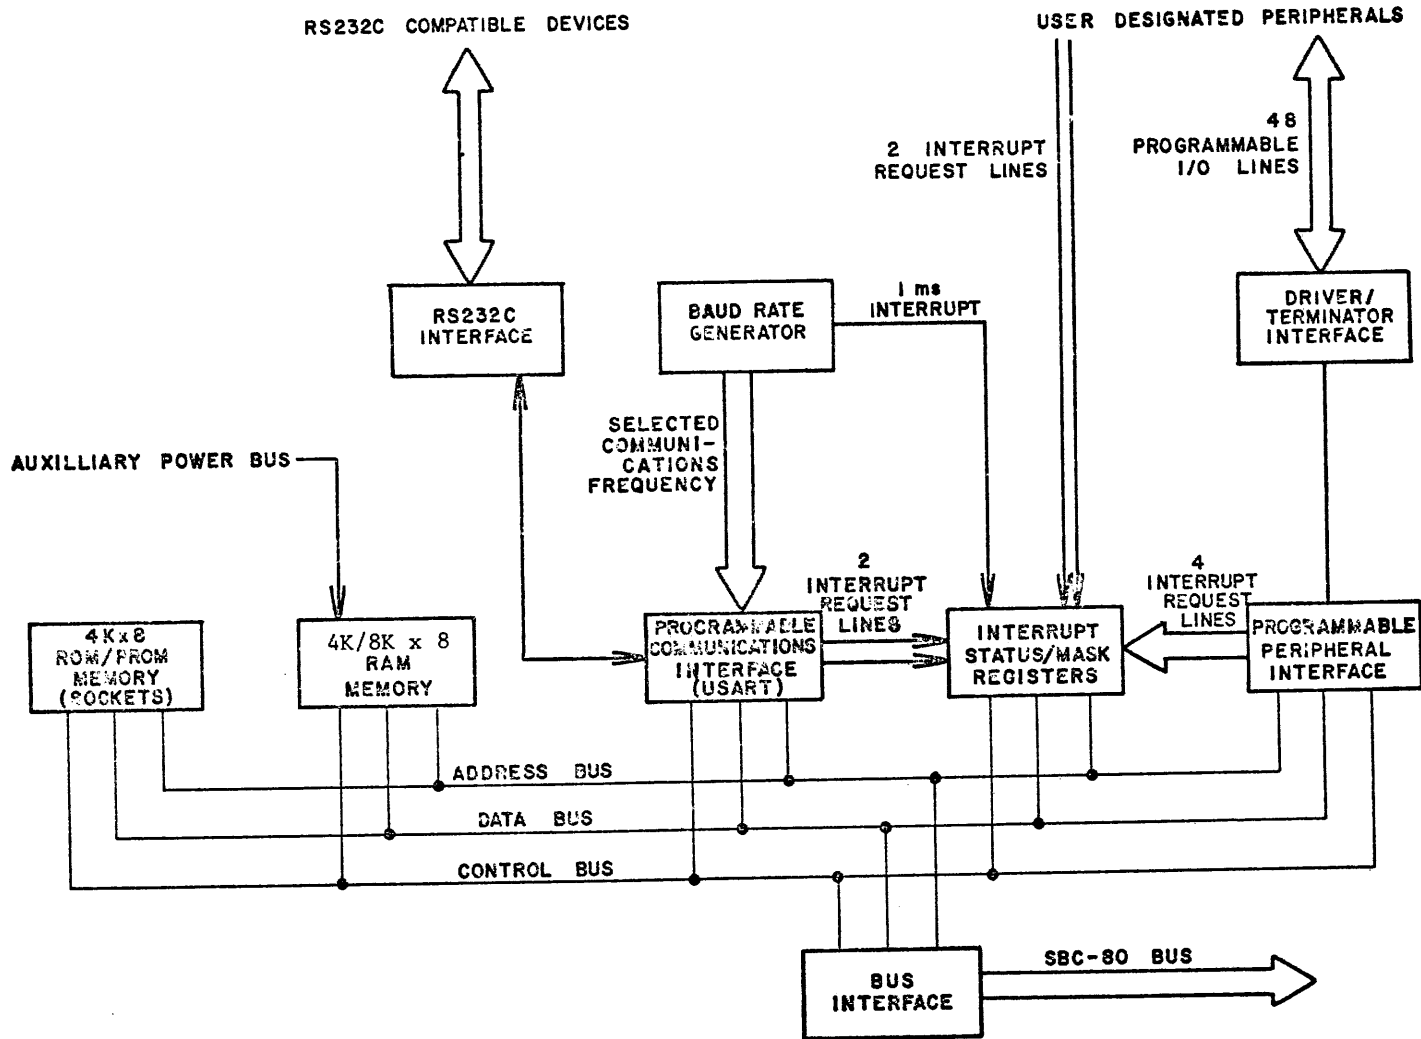 RS232C COMPATIBLE DEVICES
USER DESIGNATED PERIPHERALS
2 INTERRUPT
REQUEST LINES
48
PROGRAMMABLE
I/O LINES
RS232C
INTERFACE
BAUD RATE
GENERATOR
1 ms
INTERRUPT
DRIVER/
TERMINATOR
INTERFACE
SELECTED
COMMUNI-
CATIONS
FREQUENCY
AUXILLIARY POWER BUS
2
INTERRUPT
REQUEST
LINES
4
INTERRUPT
REQUEST
LINES
4K x 8
ROM/PROM
MEMORY
(SOCKETS)
4K/8K x 8
RAM
MEMORY
PROGRAMMABLE
COMMUNICATIONS
INTERFACE
(USART)
INTERRUPT
STATUS/MASK
REGISTERS
PROGRAMMABLE
PERIPHERAL
INTERFACE
ADDRESS BUS
DATA BUS
CONTROL BUS
BUS
INTERFACE
SBC-80 BUS